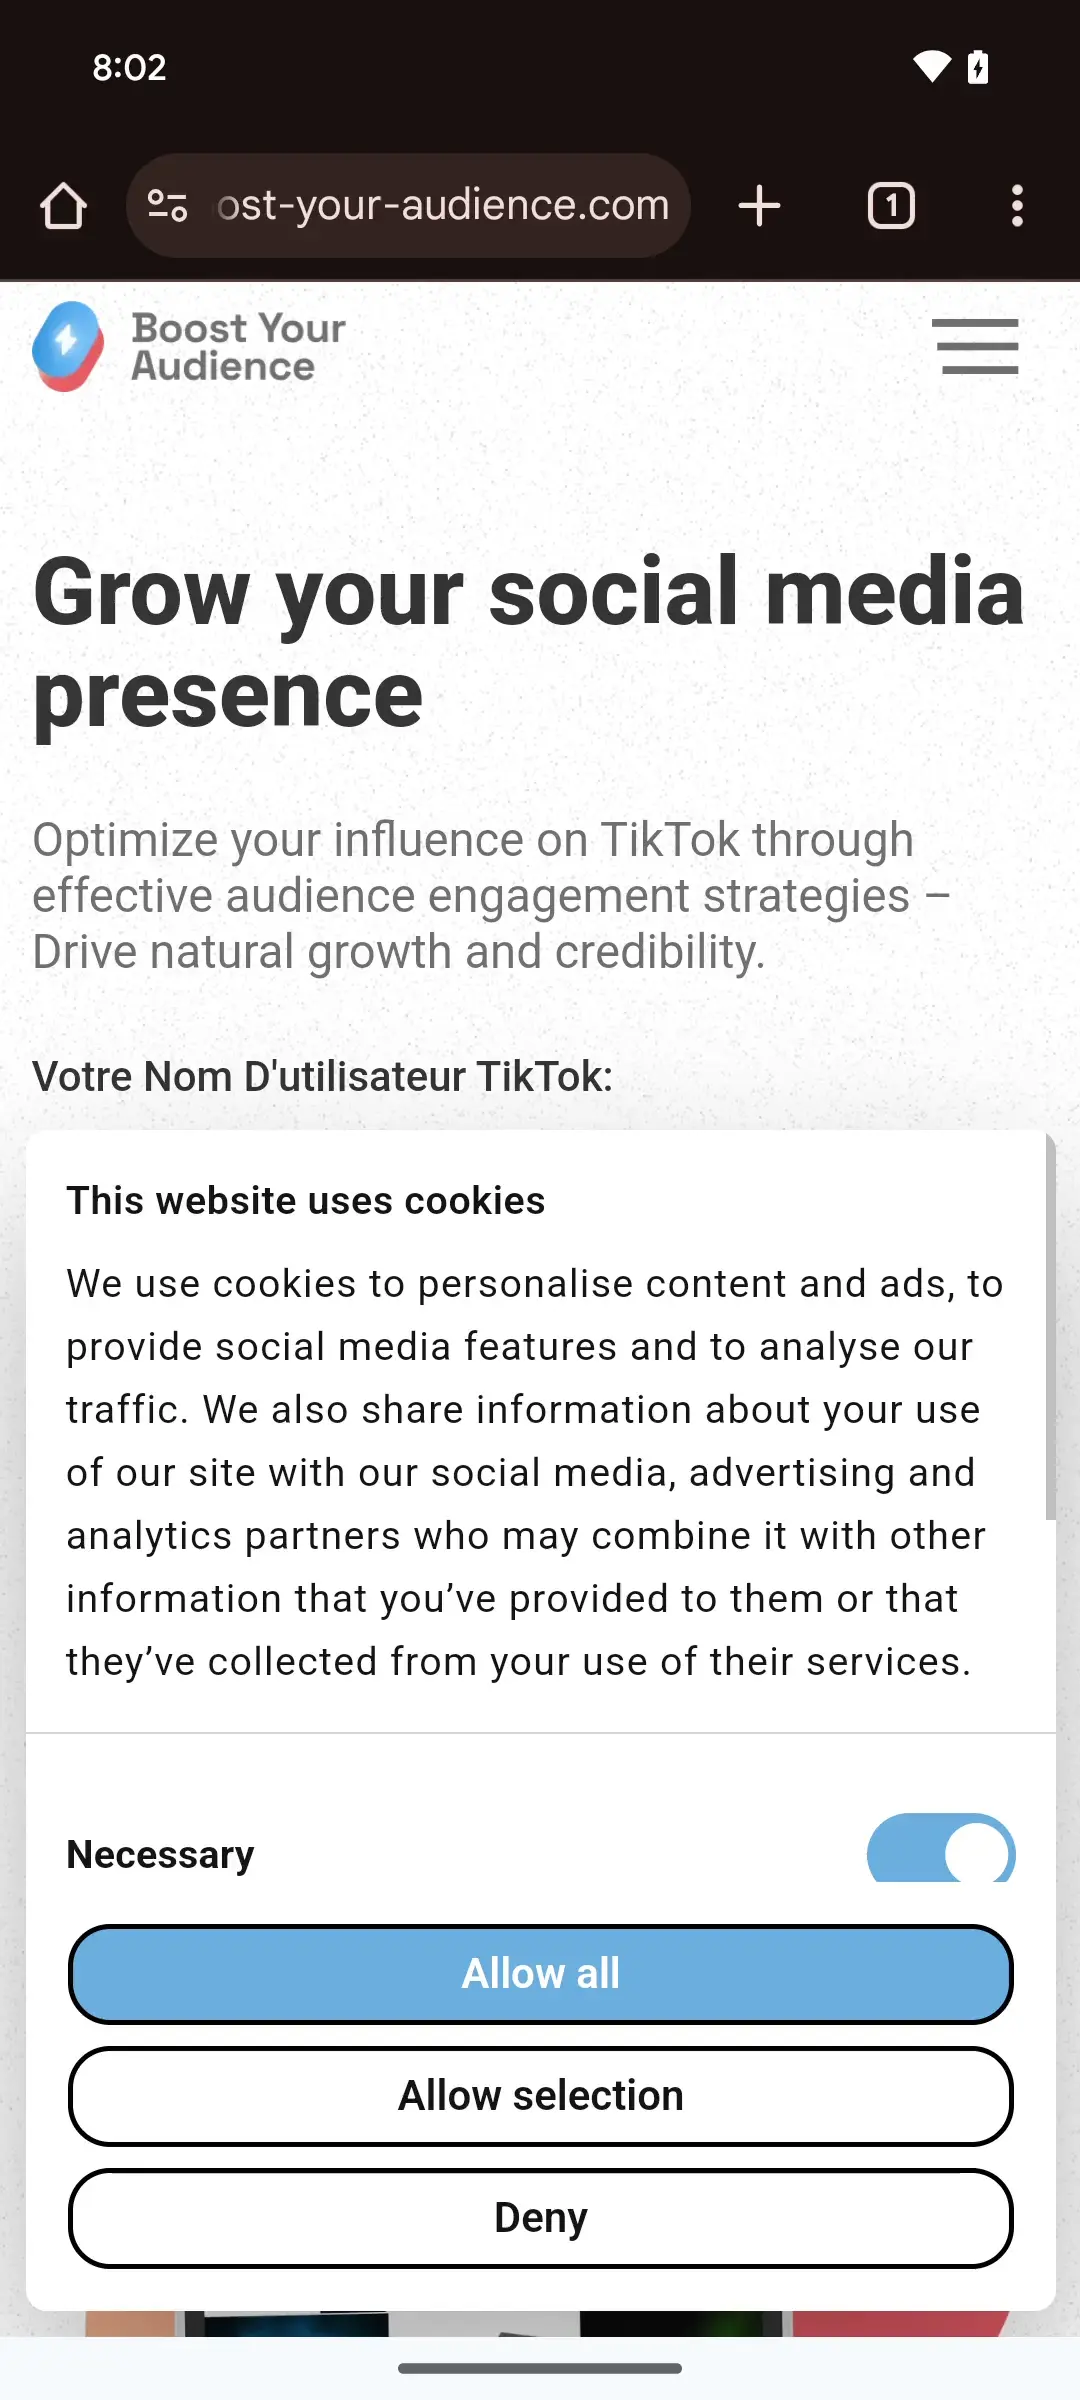 8:02
ost-your-audience.com
1
Boost Your
Audience
Grow your social media
presence
Optimize your influence on TikTok through
effective audience engagement strategies –
Drive natural growth and credibility.
Votre Nom D'utilisateur TikTok:
This website uses cookies
We use cookies to personalise content and ads, to
provide social media features and to analyse our
traffic. We also share information about your use
of our site with our social media, advertising and
analytics partners who may combine it with other
information that you’ve provided to them or that
they’ve collected from your use of their services.
Necessary
Allow all
Allow selection
Deny